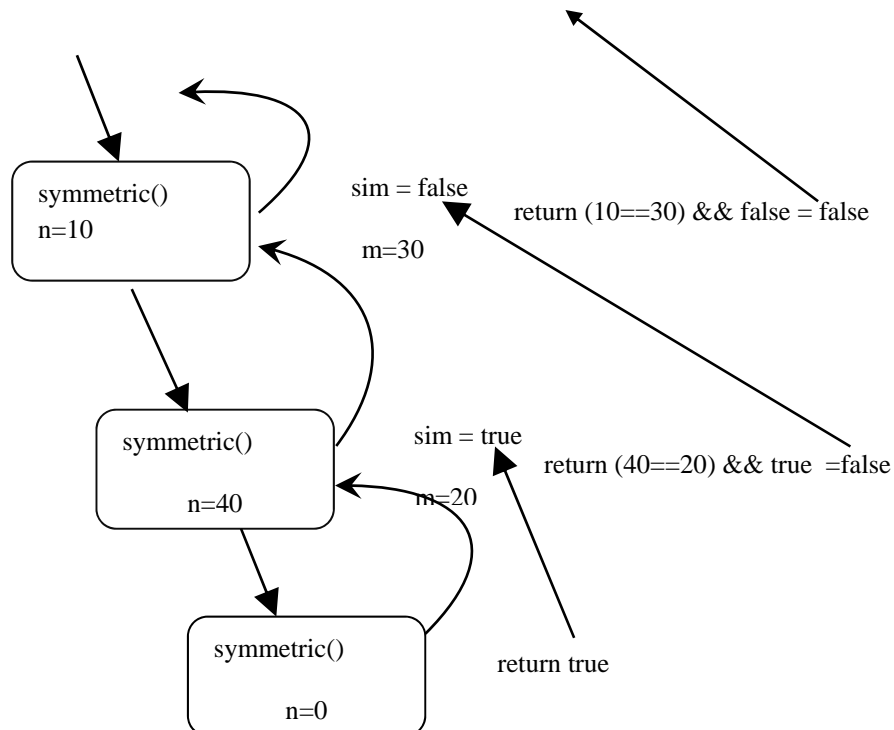 symmetric()
n=10
sim = false
m=30
return (10==30) && false = false
symmetric()
n=40
sim = true
m=20
return (40==20) && true  =false
symmetric()
n=0
return true